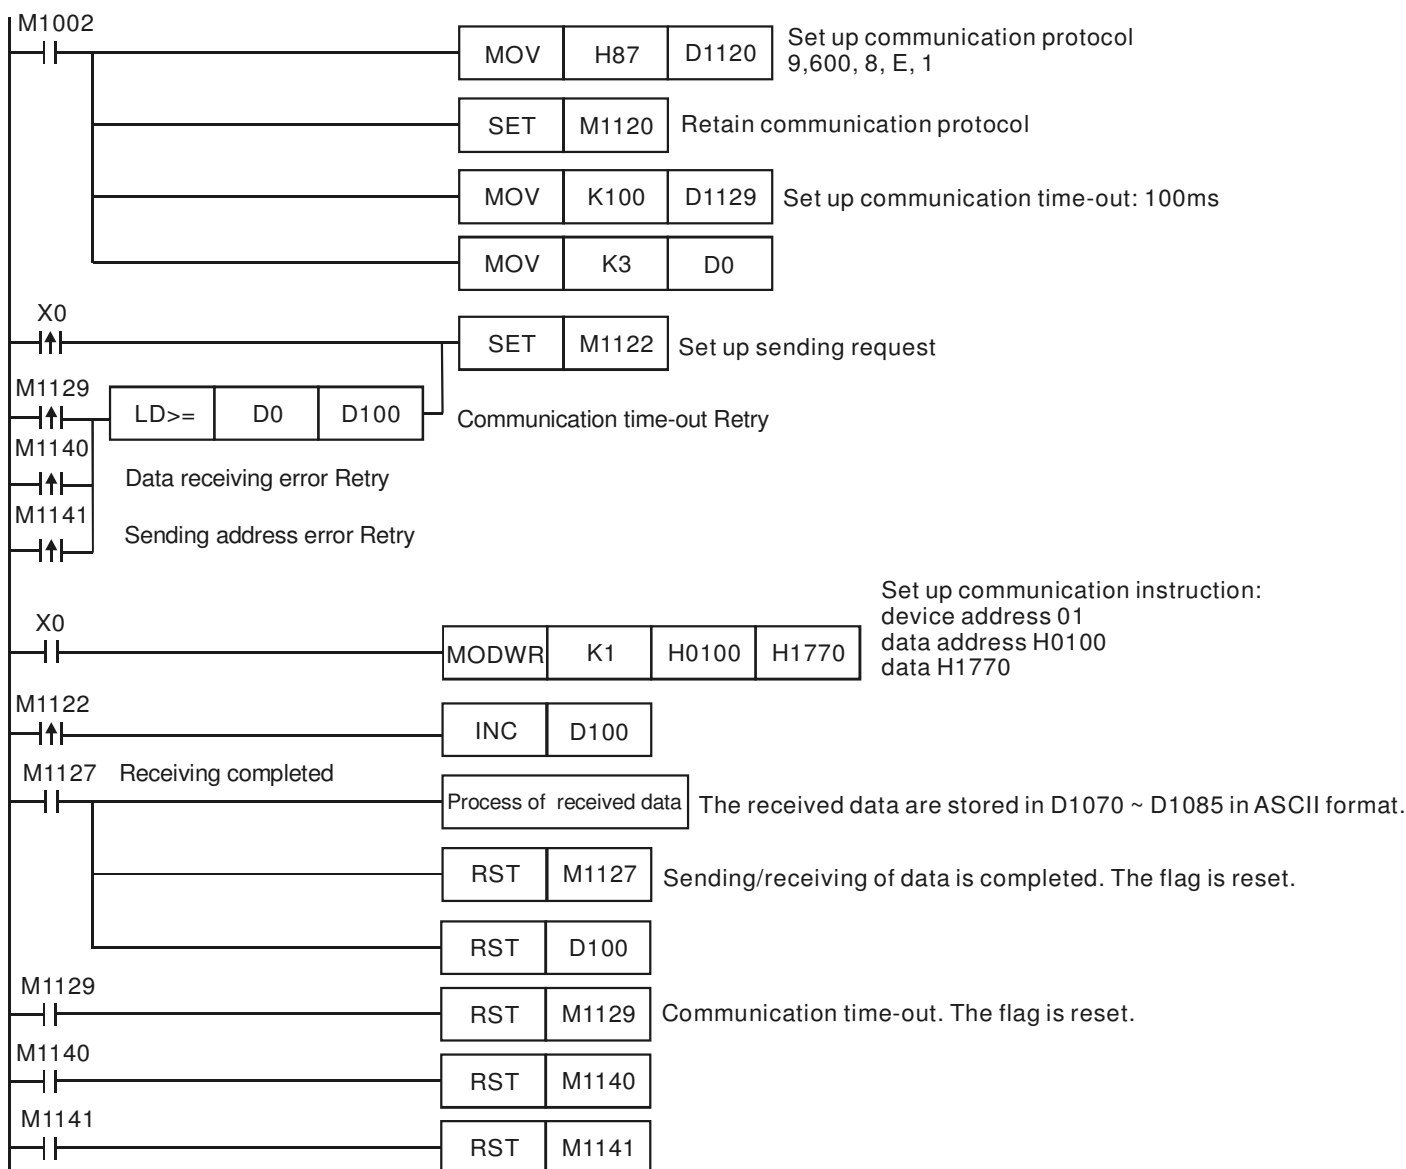 M1002
MOV H87 D1120 Set up communication protocol
9,600, 8, E, 1
SET M1120 Retain communication protocol
MOV K100 D1129 Set up communication time-out: 100ms
MOV K3 D0
X0
SET M1122 Set up sending request
M1129
LD>= D0 D100 Communication time-out Retry
M1140
Data receiving error Retry
M1141
Sending address error Retry
Set up communication instruction:
device address 01
data address H0100
data H1770
X0
MODWR K1 H0100 H1770
M1122
INC D100
M1127 Receiving completed
Process of received data The received data are stored in D1070 ~ D1085 in ASCII format.
RST M1127 Sending/receiving of data is completed. The flag is reset.
RST D100
M1129
RST M1129 Communication time-out. The flag is reset.
M1140
RST M1140
M1141
RST M1141